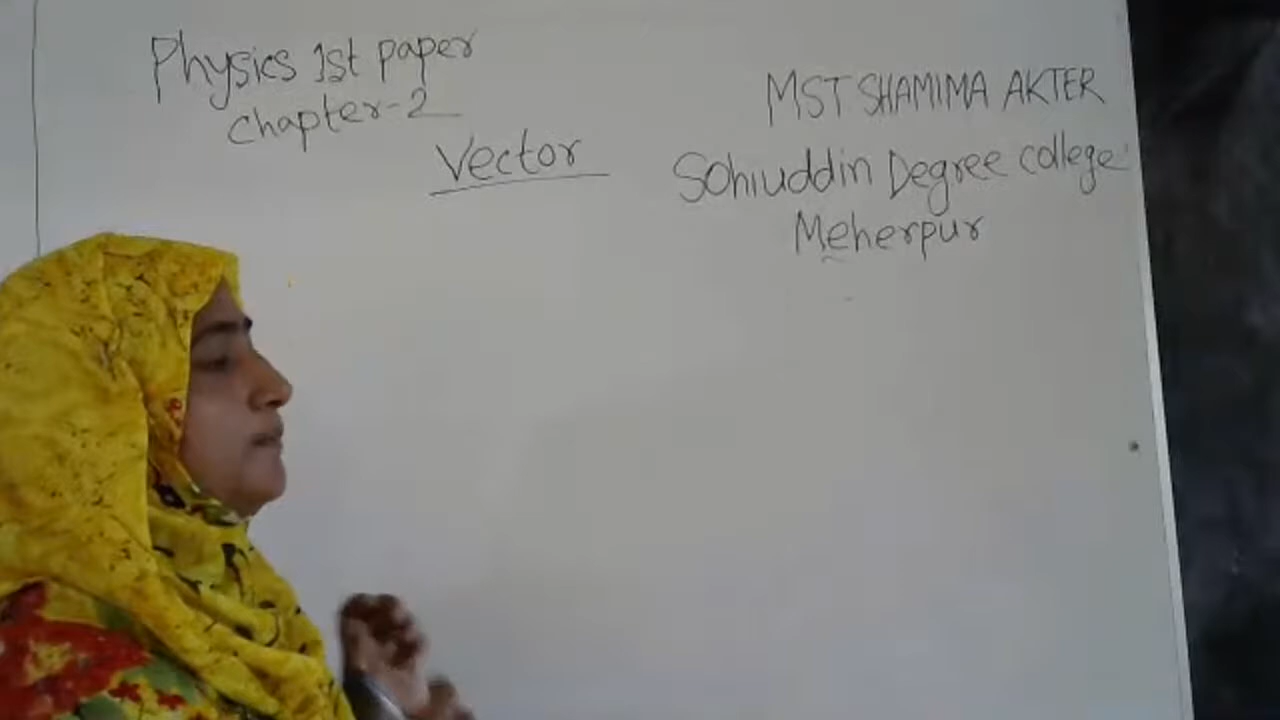 Physics 1st paper
chapter-2
Vector
MST SHAMIMA AKTER
Sohiuddin Degree college
Meherpur